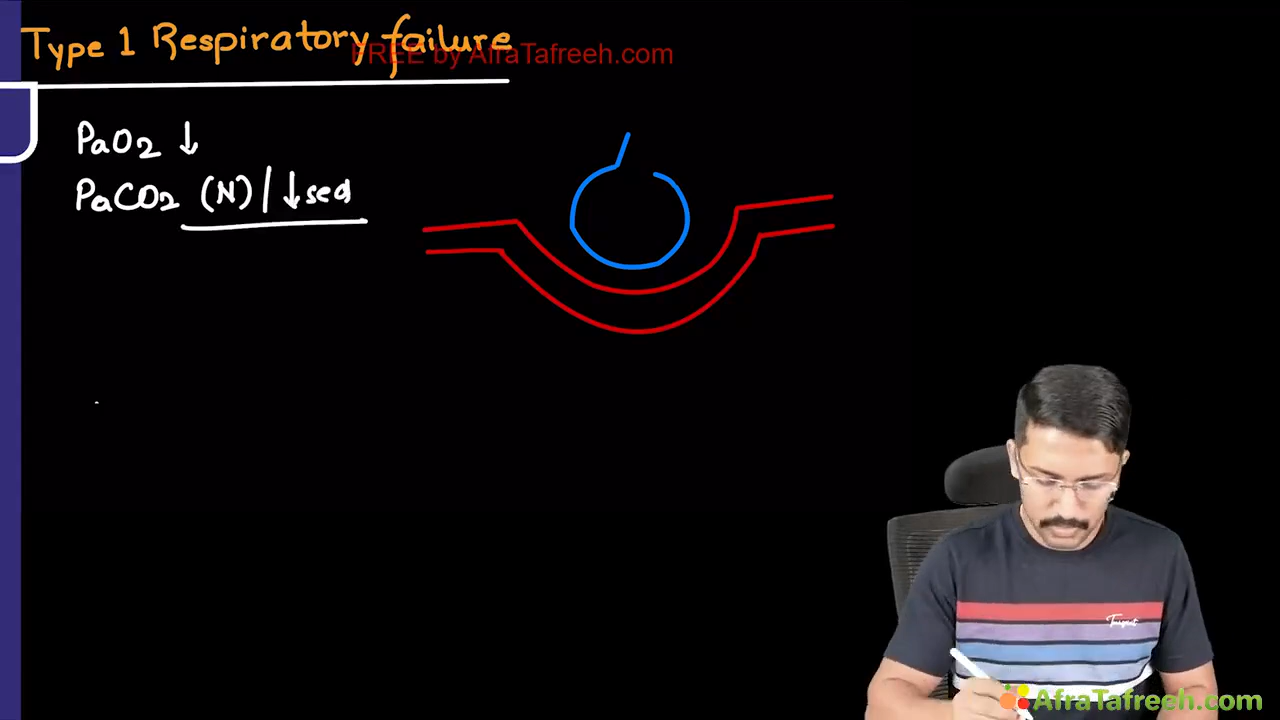 Type 1 Respiratory failure
FREE by AfraTafreeh.com
PaO2 ↓
PaCO2 (N) / ↓sed
AfraTafreeh.com